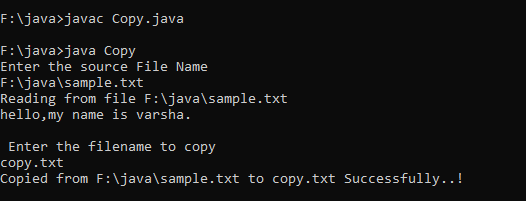 F:\java>javac Copy.java
F:\java>java Copy
Enter the source File Name
F:\java\sample.txt
Reading from file F:\java\sample.txt
hello,my name is varsha.
Enter the filename to copy
copy.txt
Copied from F:\java\sample.txt to copy.txt Successfully..!